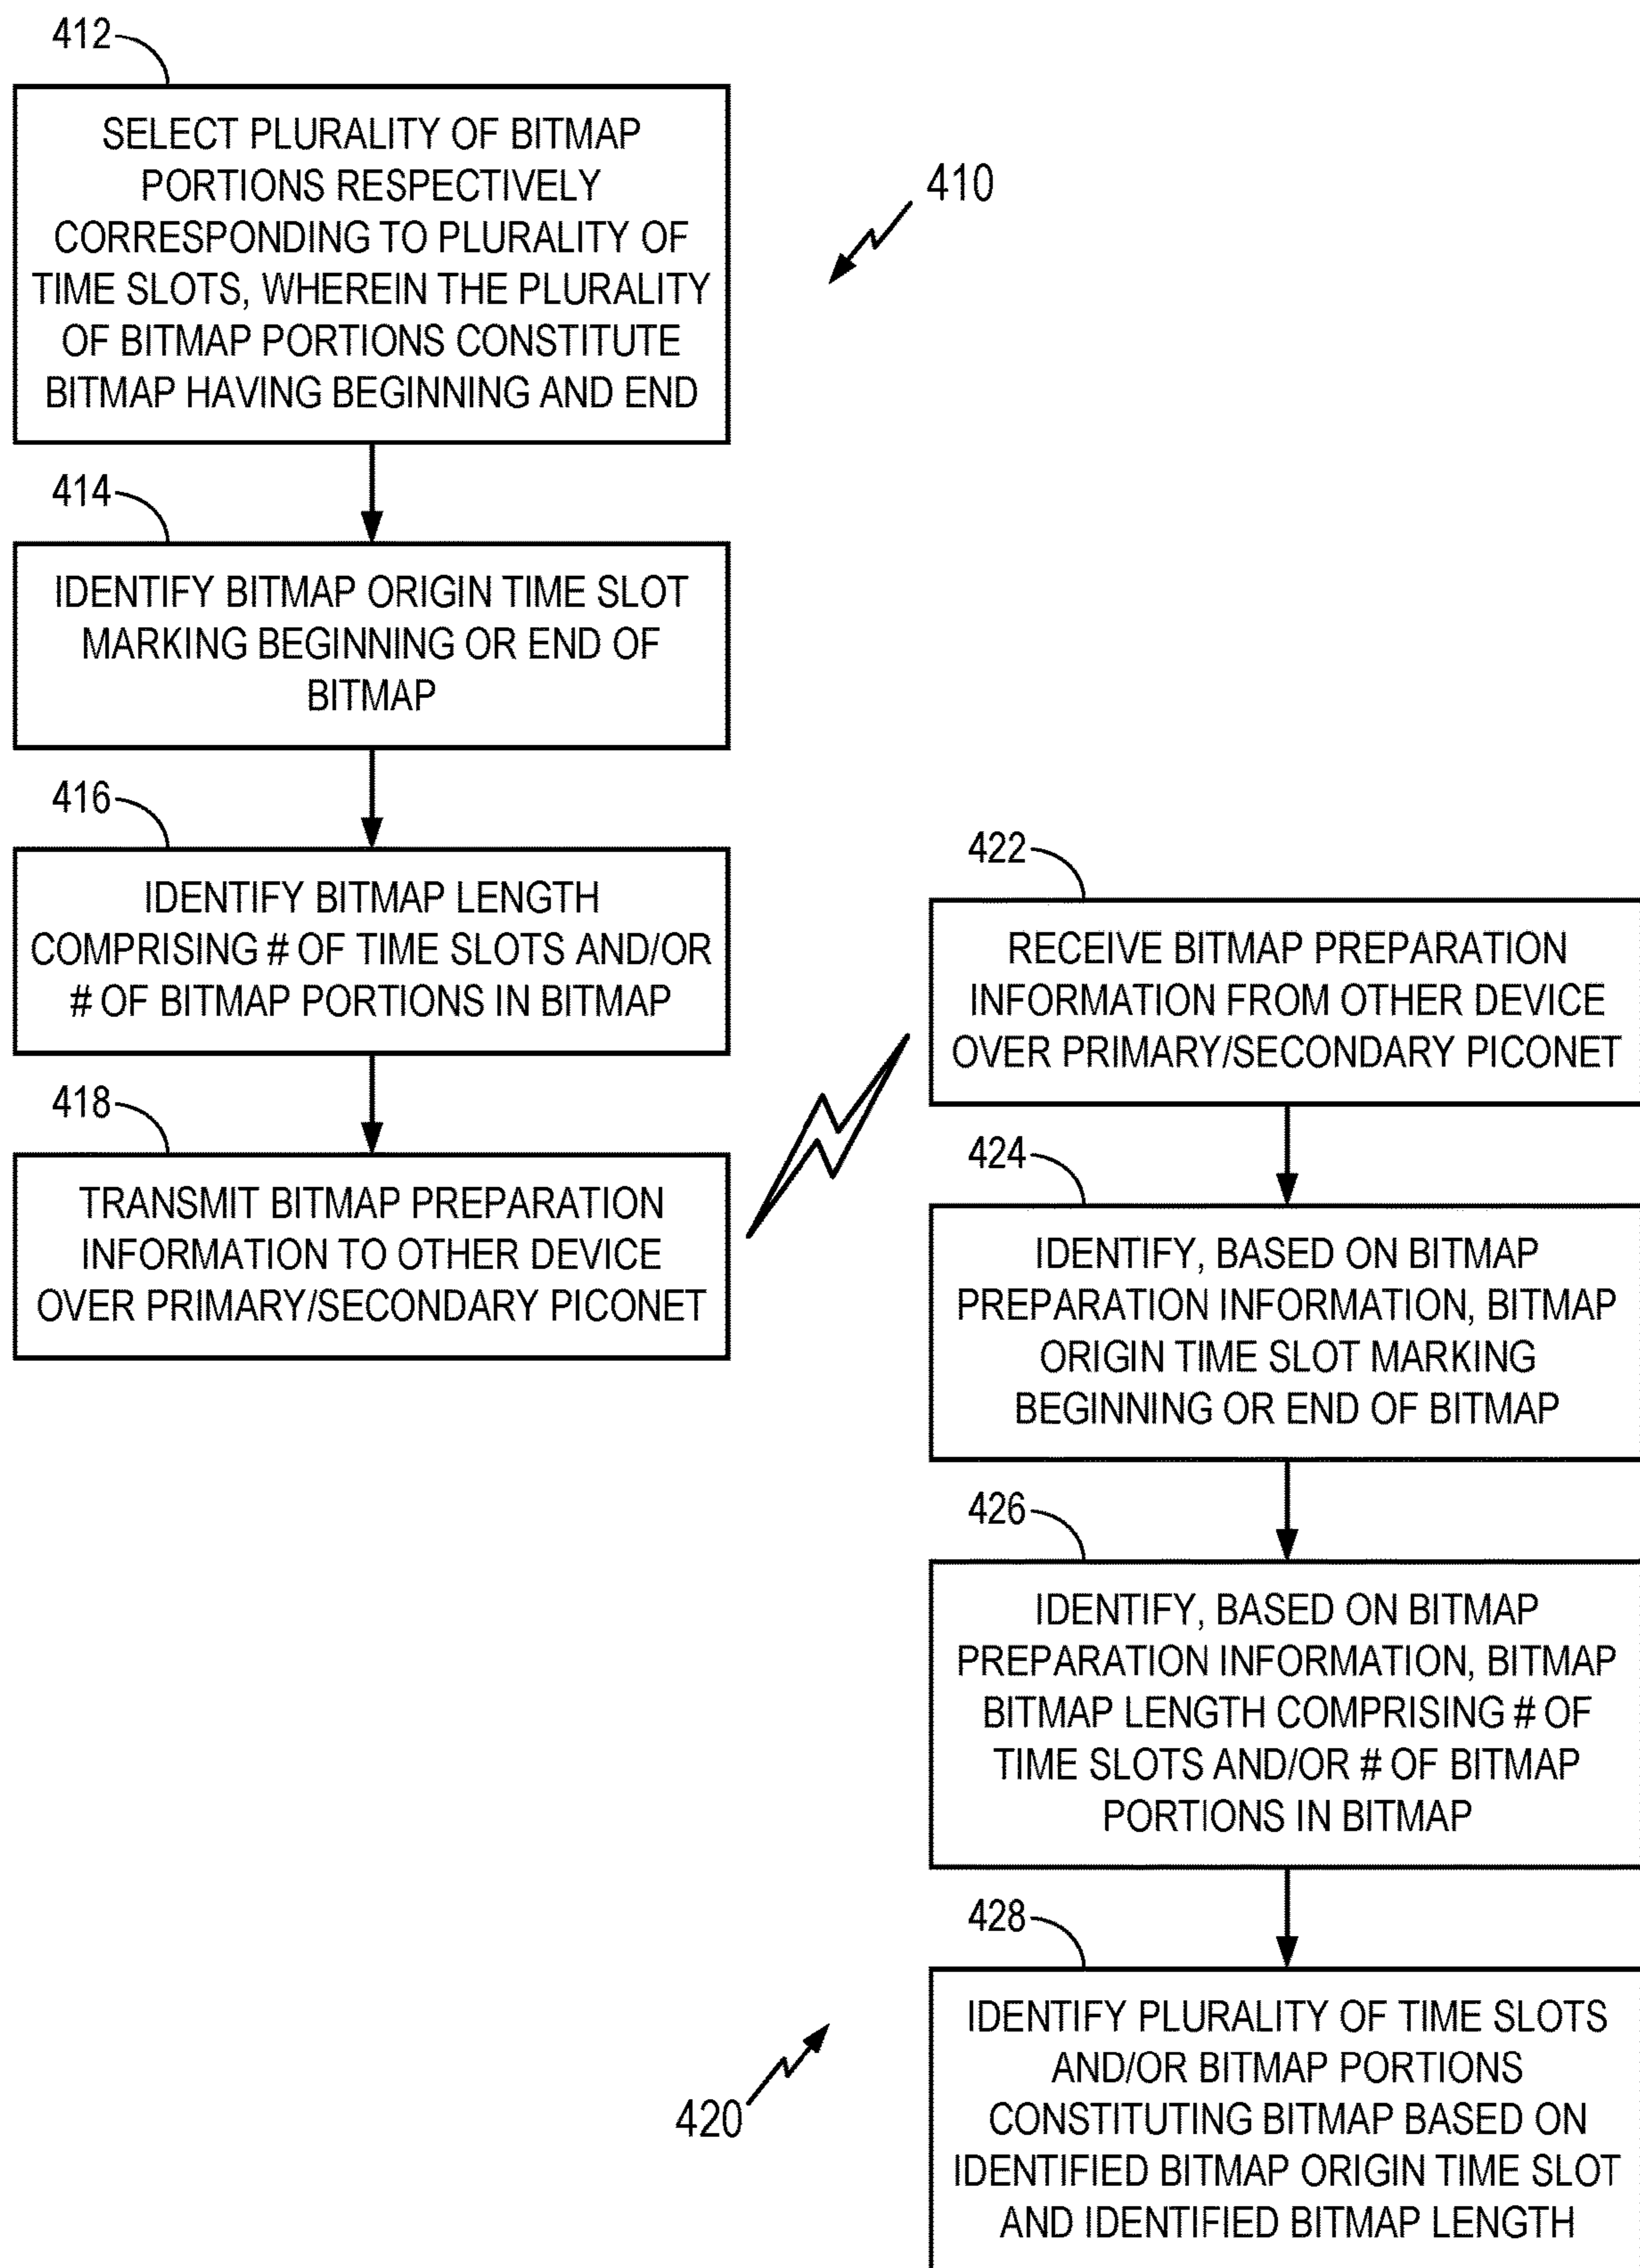 412
SELECT PLURALITY OF BITMAP
PORTIONS RESPECTIVELY
CORRESPONDING TO PLURALITY OF
TIME SLOTS, WHEREIN THE PLURALITY
OF BITMAP PORTIONS CONSTITUTE
BITMAP HAVING BEGINNING AND END
410
414
IDENTIFY BITMAP ORIGIN TIME SLOT
MARKING BEGINNING OR END OF
BITMAP
416
IDENTIFY BITMAP LENGTH
COMPRISING # OF TIME SLOTS AND/OR
# OF BITMAP PORTIONS IN BITMAP
418
TRANSMIT BITMAP PREPARATION
INFORMATION TO OTHER DEVICE
OVER PRIMARY/SECONDARY PICONET
422
RECEIVE BITMAP PREPARATION
INFORMATION FROM OTHER DEVICE
OVER PRIMARY/SECONDARY PICONET
424
IDENTIFY, BASED ON BITMAP
PREPARATION INFORMATION, BITMAP
ORIGIN TIME SLOT MARKING
BEGINNING OR END OF BITMAP
426
IDENTIFY, BASED ON BITMAP
PREPARATION INFORMATION, BITMAP
BITMAP LENGTH COMPRISING # OF
TIME SLOTS AND/OR # OF BITMAP
PORTIONS IN BITMAP
428
IDENTIFY PLURALITY OF TIME SLOTS
AND/OR BITMAP PORTIONS
CONSTITUTING BITMAP BASED ON
IDENTIFIED BITMAP ORIGIN TIME SLOT
AND IDENTIFIED BITMAP LENGTH
420